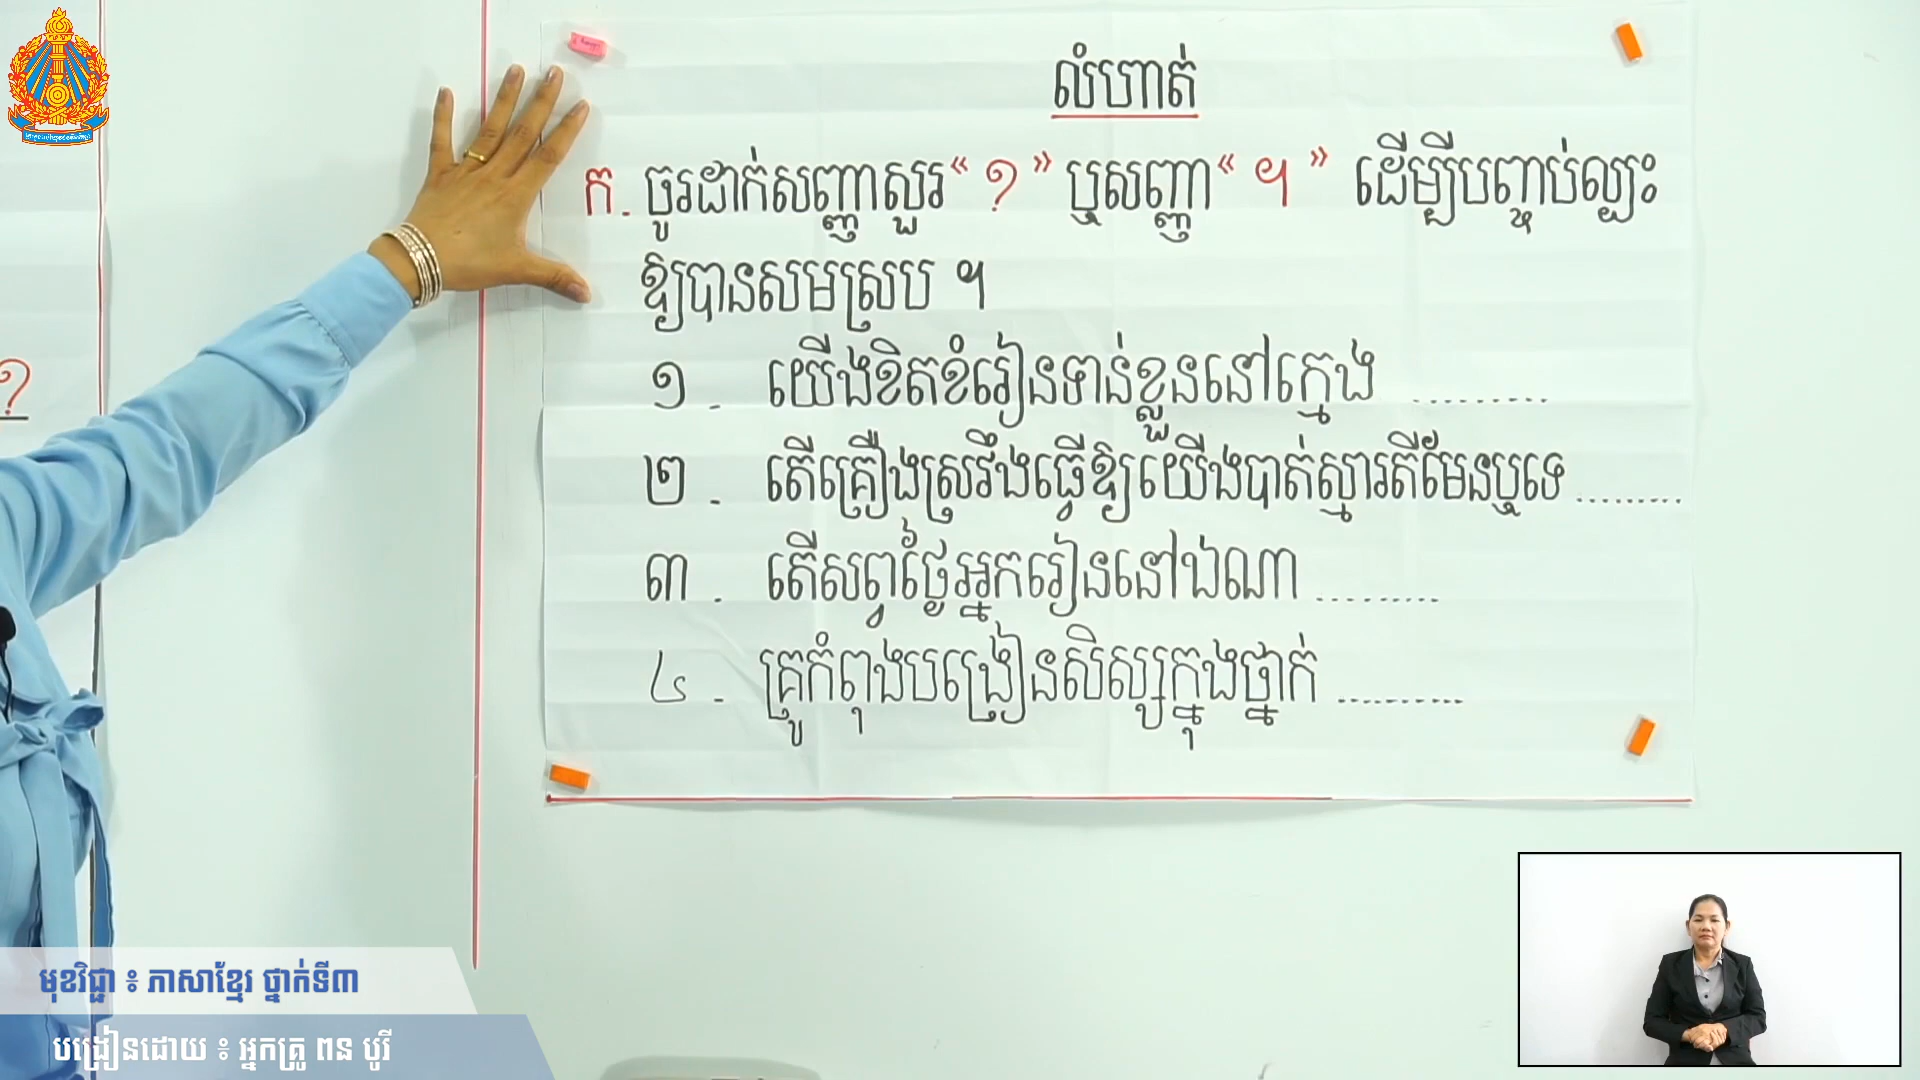 លំហាត់
ក. ចូរដាក់សញ្ញាសួរ “ ? ” ឬសញ្ញា “ ។ ” ដើម្បីបញ្ចប់ល្បះ
ឱ្យបានសមស្រប ។
១. យើងខិតខំរៀនទាន់ខ្លួននៅក្មេង .........
២. តើគ្រឿងស្រវឹងធ្វើឱ្យយើងបាត់ស្មារតីមែនឬទេ .........
៣. តើសព្វថ្ងៃអ្នករៀននៅឯណា .........
៤. គ្រូកំពុងបង្រៀនសិស្សក្នុងថ្នាក់ ..........
?
មុខវិជ្ជា ៖ ភាសាខ្មែរ ថ្នាក់ទី៣
បង្រៀនដោយ ៖ អ្នកគ្រូ ពន បូរី